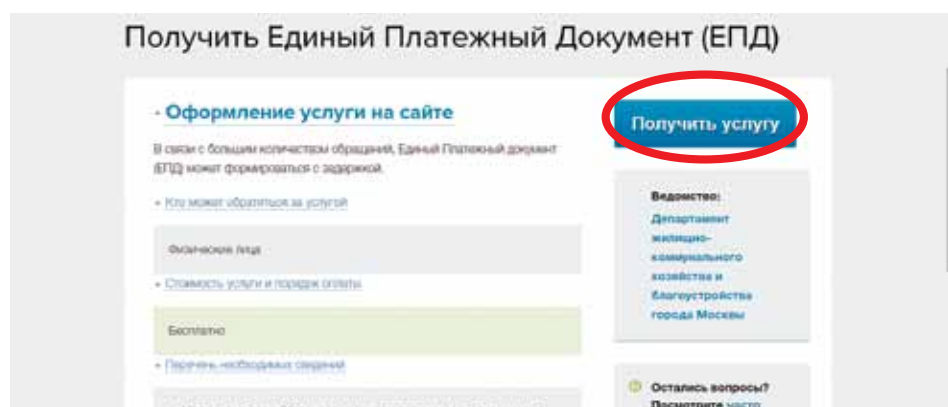 Получить Единый Платежный Документ (ЕПД)
- Оформление услуги на сайте
Получить услугу
В связи с большим количеством обращений, Единый Платежный документ
(ЕПД) может формироваться с задержкой.
Кто может обратиться за услугой
Физические лица
Стоимость услуги и порядок оплаты
Бесплатно
Перечень необходимых сведений
Ведомство:
Департамент
жилищно-
коммунального
хозяйства и
благоустройства
города Москвы
Остались вопросы?
Посмотрите часто